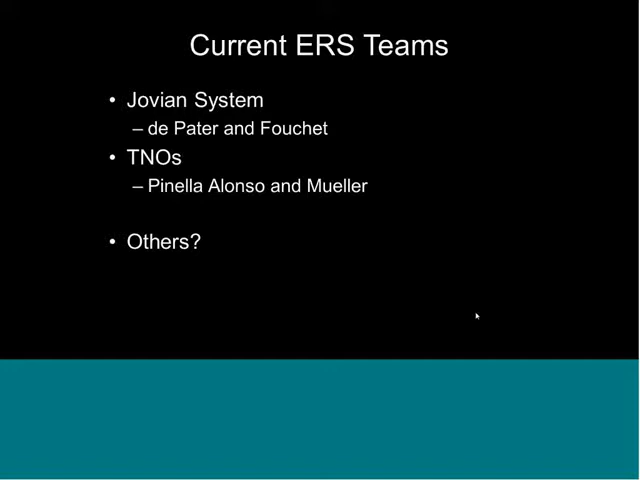 Current ERS Teams
• Jovian System
– de Pater and Fouchet
• TNOs
– Pinella Alonso and Mueller
• Others?